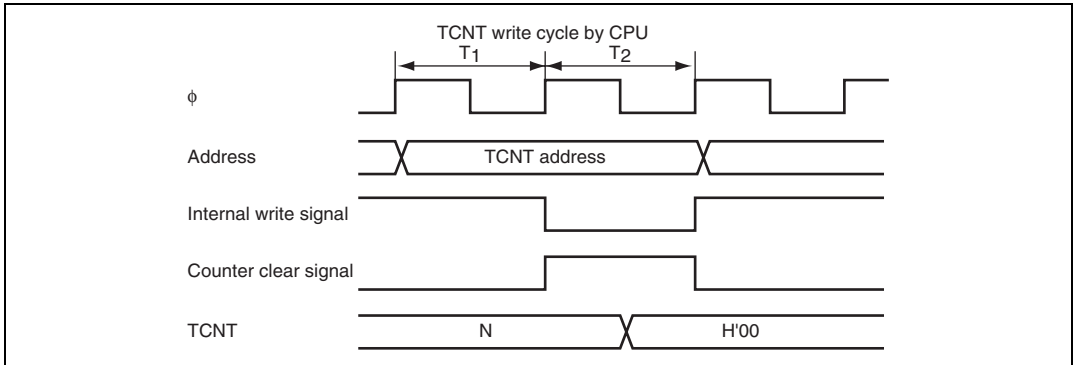 TCNT write cycle by CPU
T1 T2
φ
Address TCNT address
Internal write signal
Counter clear signal
TCNT N H'00